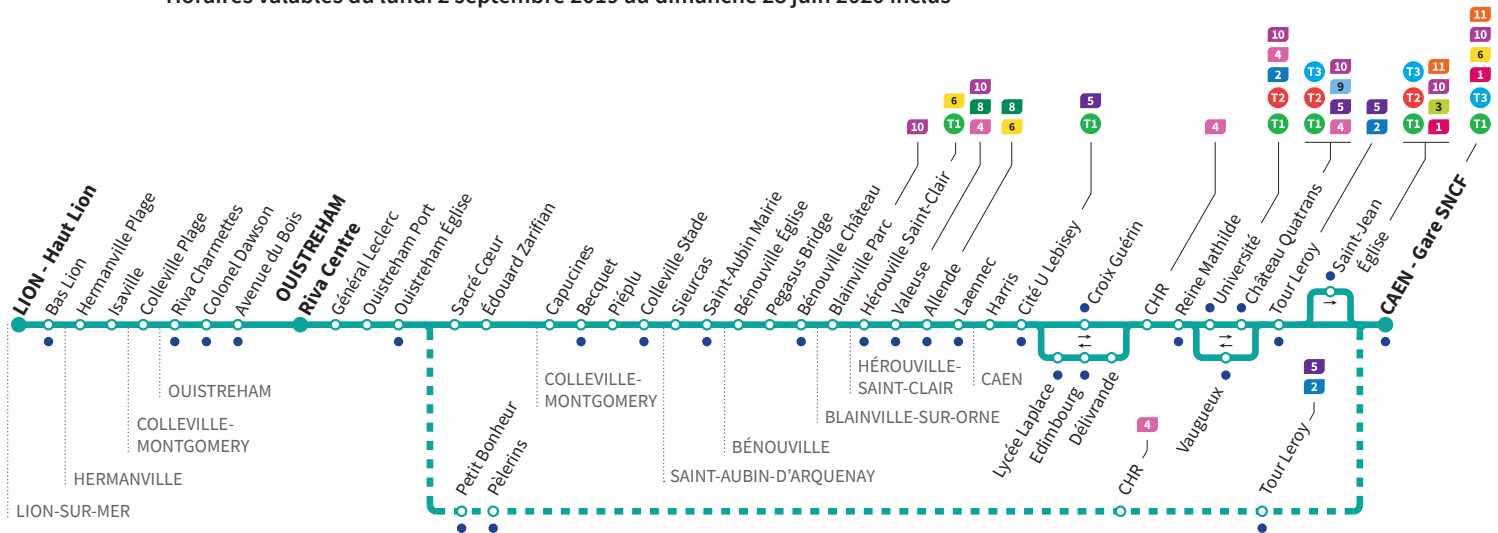 Horaires valables du lundi 2 septembre 2019 au dimanche 28 juin 2020 inclus
LION - Haut Lion
Bas Lion
Hermanville Plage
Isaville
Colleville Plage
Riva Charmettes
Colonel Dawson
Avenue du Bois
OUISTREHAM
Riva Centre
Général Leclerc
Ouistreham Port
Ouistreham Église
Sacré Cœur
Édouard Zarifian
Capucines
Becquet
Piéplu
Colleville Stade
Sieurcas
Saint-Aubin Mairie
Bénouville Église
Pegasus Bridge
Bénouville Château
10
Blainville Parc
Hérouville Saint-Clair
6
T1
Valeuse
10
8
4
Allende
Laennec
8
6
Harris
Cité U Lebisey
5
T1
Croix Guérin
CHR
4
Reine Mathilde
Université
10
4
2
T2
T1
Château Quatrans
T3
T2
T1
10
9
5
4
Tour Leroy
5
2
Saint-Jean
Église
T3
T2
T1
11
10
3
1
CAEN - Gare SNCF
11
10
6
1
T3
T1
Lycée Laplace
Edimbourg
Délivrande
Vaugueux
LION-SUR-MER
HERMANVILLE
COLLEVILLE-
MONTGOMERY
OUISTREHAM
COLLEVILLE-
MONTGOMERY
SAINT-AUBIN-D'ARQUENAY
BÉNOUVILLE
BLAINVILLE-SUR-ORNE
HÉROUVILLE-
SAINT-CLAIR
CAEN
Petit Bonheur
Pèlerins
CHR
4
Tour Leroy
5
2